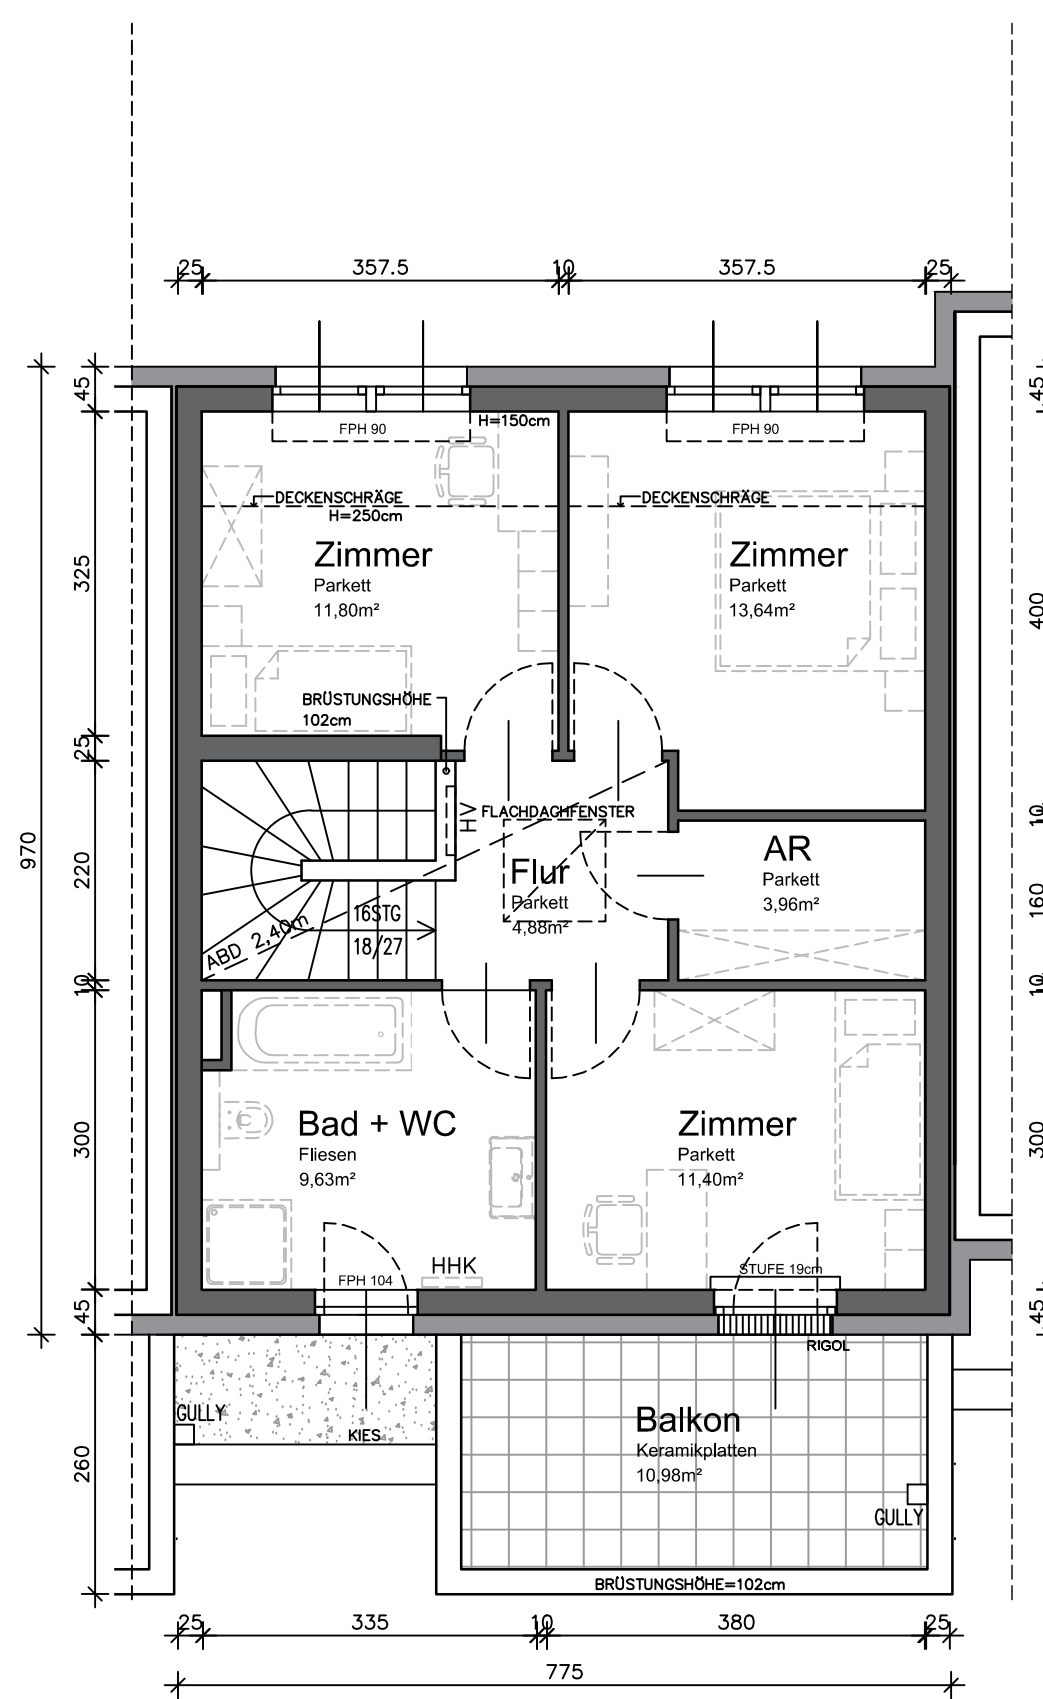 25 357.5 10 357.5 25
45
45
FPH 90
FPH 90
H=150cm
DECKENSCHRÄGE
H=250cm
DECKENSCHRÄGE
Zimmer
Parkett
11,80m²
Zimmer
Parkett
13,64m²
325
400
BRÜSTUNGSHÖHE
102cm
25
HV
FLACHDACHFENSTER
10
970
220
Flur
Parkett
4,88m²
AR
Parkett
3,96m²
160
16STG
18/27
ABD 2,40m
10
10
Bad + WC
Fliesen
9,63m²
Zimmer
Parkett
11,40m²
300
300
HHK
FPH 104
STUFE 19cm
45
45
RIGOL
GULLY
KIES
Balkon
Keramikplatten
10,98m²
260
GULLY
BRÜSTUNGSHÖHE=102cm
25 335 10 380 25
775